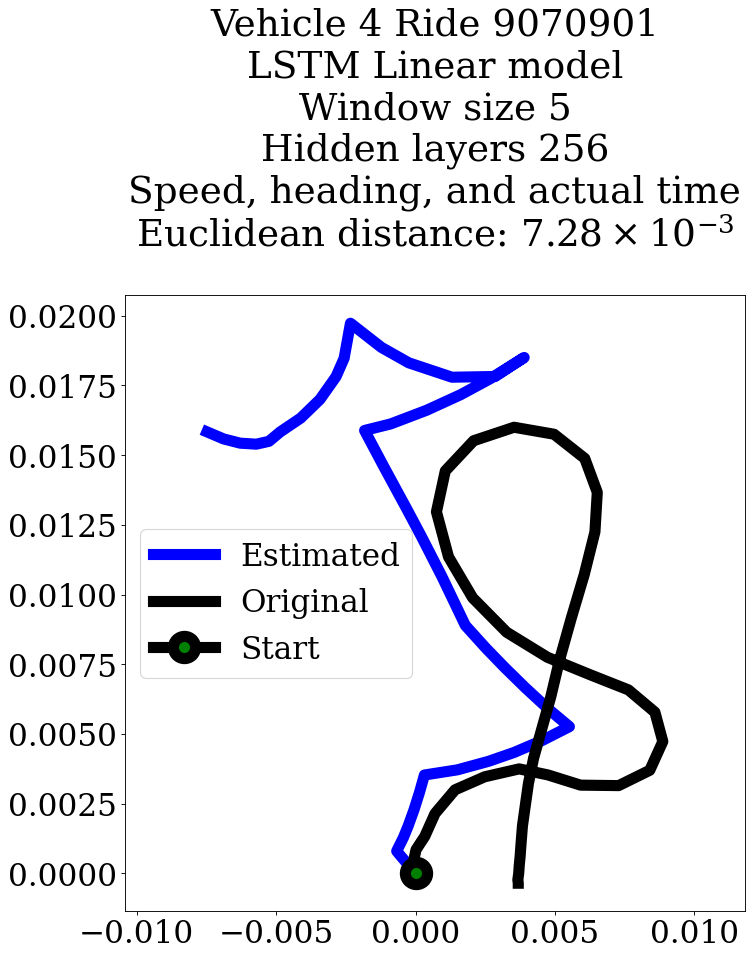 Vehicle 4 Ride 9070901
LSTM Linear model
Window size 5
Hidden layers 256
Speed, heading, and actual time
Euclidean distance: 7.28 × 10⁻³
0.0200
0.0175
0.0150
0.0125
0.0100
0.0075
0.0050
0.0025
0.0000
Estimated
Original
Start
−0.010 −0.005 0.000 0.005 0.010